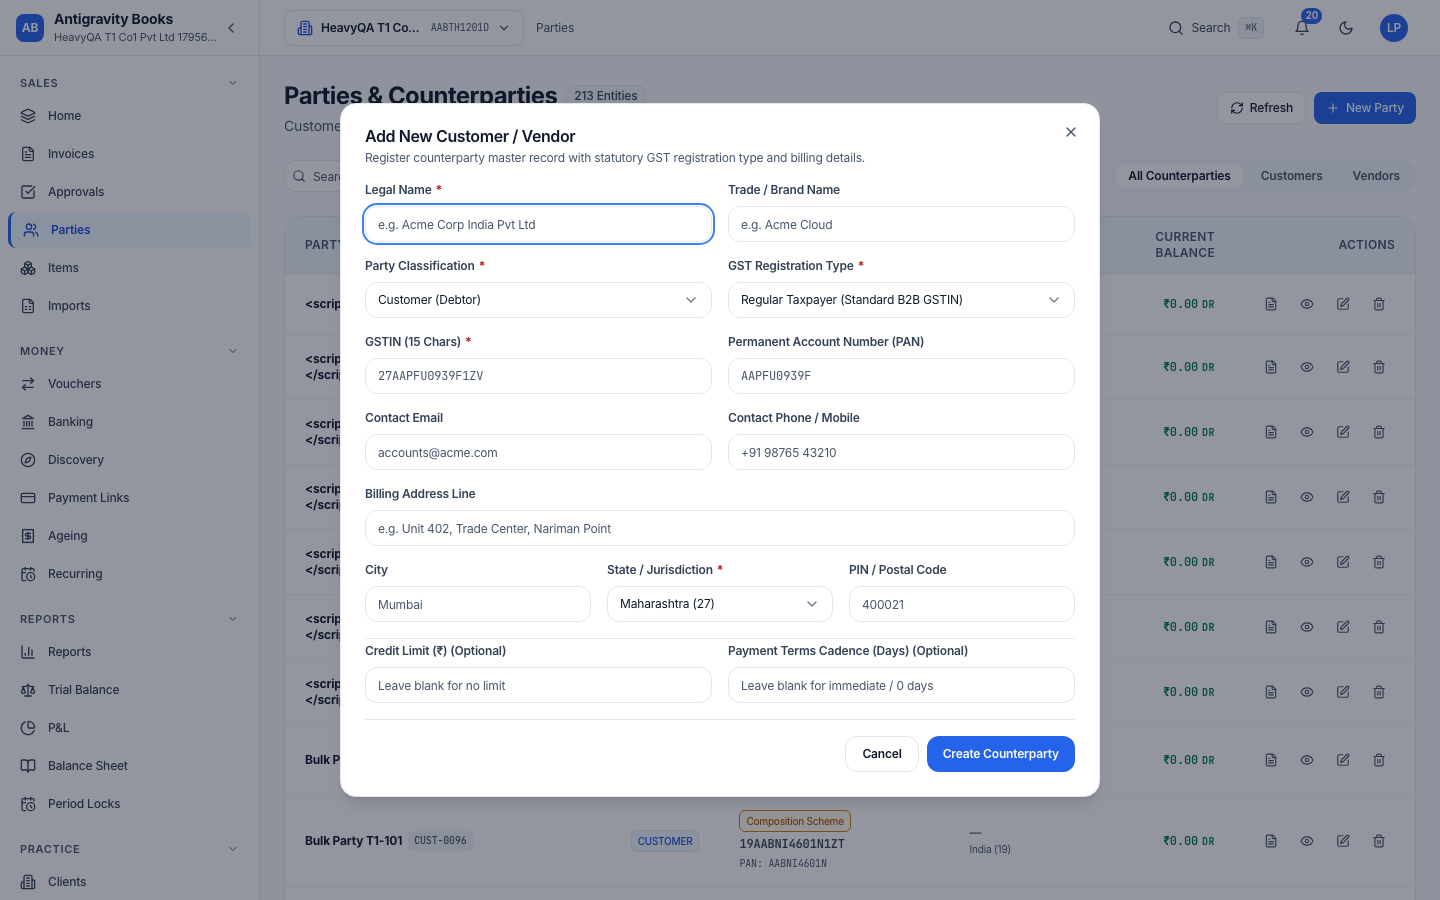 AB
Antigravity Books
HeavyQA T1 Co1 Pvt Ltd 17956...
HeavyQA T1 Co... AABTH1201D
Parties
Search ⌘K
20
LP
SALES
Home
Invoices
Approvals
Parties
Items
Imports
MONEY
Vouchers
Banking
Discovery
Payment Links
Ageing
Recurring
REPORTS
Reports
Trial Balance
P&L
Balance Sheet
Period Locks
PRACTICE
Clients
Parties & Counterparties
213 Entities
Refresh
New Party
All Counterparties
Customers
Vendors
CURRENT
BALANCE
ACTIONS
Add New Customer / Vendor
Register counterparty master record with statutory GST registration type and billing details.
Legal Name *
e.g. Acme Corp India Pvt Ltd
Trade / Brand Name
e.g. Acme Cloud
Party Classification *
Customer (Debtor)
GST Registration Type *
Regular Taxpayer (Standard B2B GSTIN)
GSTIN (15 Chars) *
27AAPFU0939F1ZV
Permanent Account Number (PAN)
AAPFU0939F
Contact Email
accounts@acme.com
Contact Phone / Mobile
+91 98765 43210
Billing Address Line
e.g. Unit 402, Trade Center, Nariman Point
City
Mumbai
State / Jurisdiction *
Maharashtra (27)
PIN / Postal Code
400021
Credit Limit (₹) (Optional)
Leave blank for no limit
Payment Terms Cadence (Days) (Optional)
Leave blank for immediate / 0 days
Cancel
Create Counterparty
₹0.00 DR
₹0.00 DR
₹0.00 DR
₹0.00 DR
₹0.00 DR
₹0.00 DR
₹0.00 DR
₹0.00 DR
Bulk Party T1-101 CUST-0096
CUSTOMER
Composition Scheme
19AABNI4601N1ZT
PAN: AABNI4601N
—
India (19)
₹0.00 DR